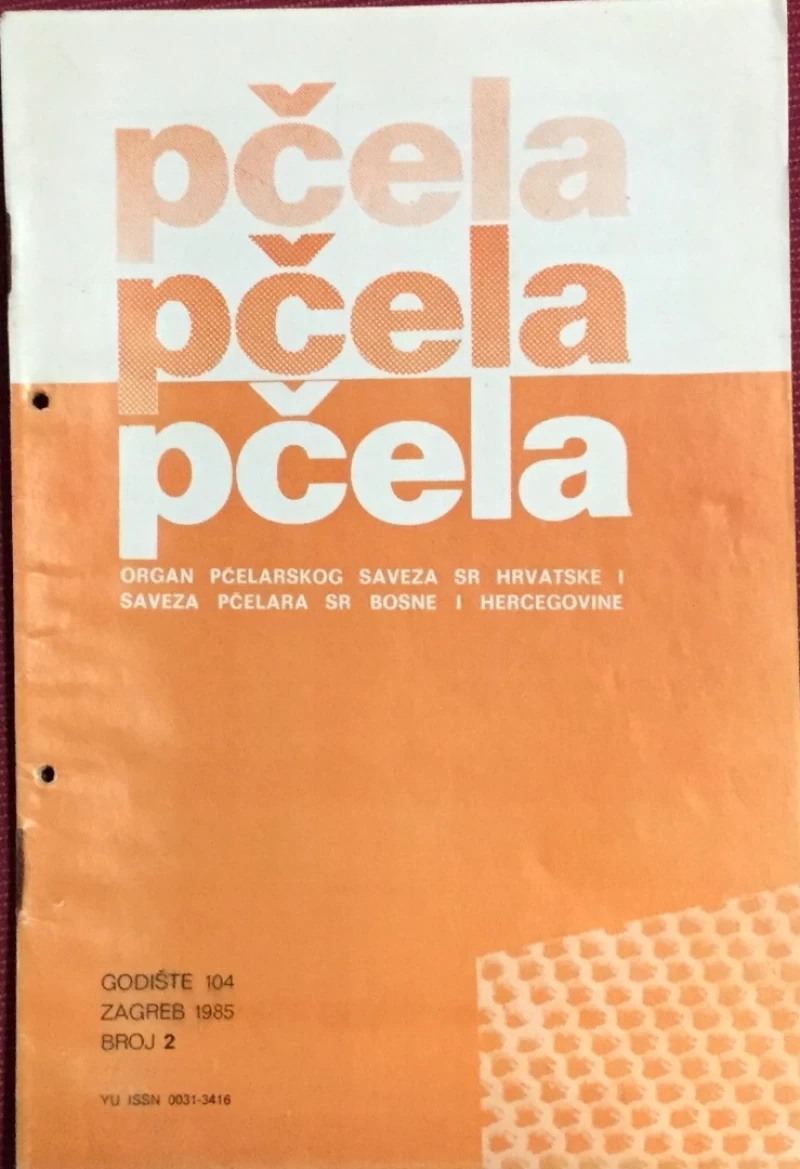 pčela
pčela
pčela
ORGAN PČELARSKOG SAVEZA SR HRVATSKE I
SAVEZA PČELARA SR BOSNE I HERCEGOVINE
GODIŠTE 104
ZAGREB 1985
BROJ 2
YU ISSN 0031-3416